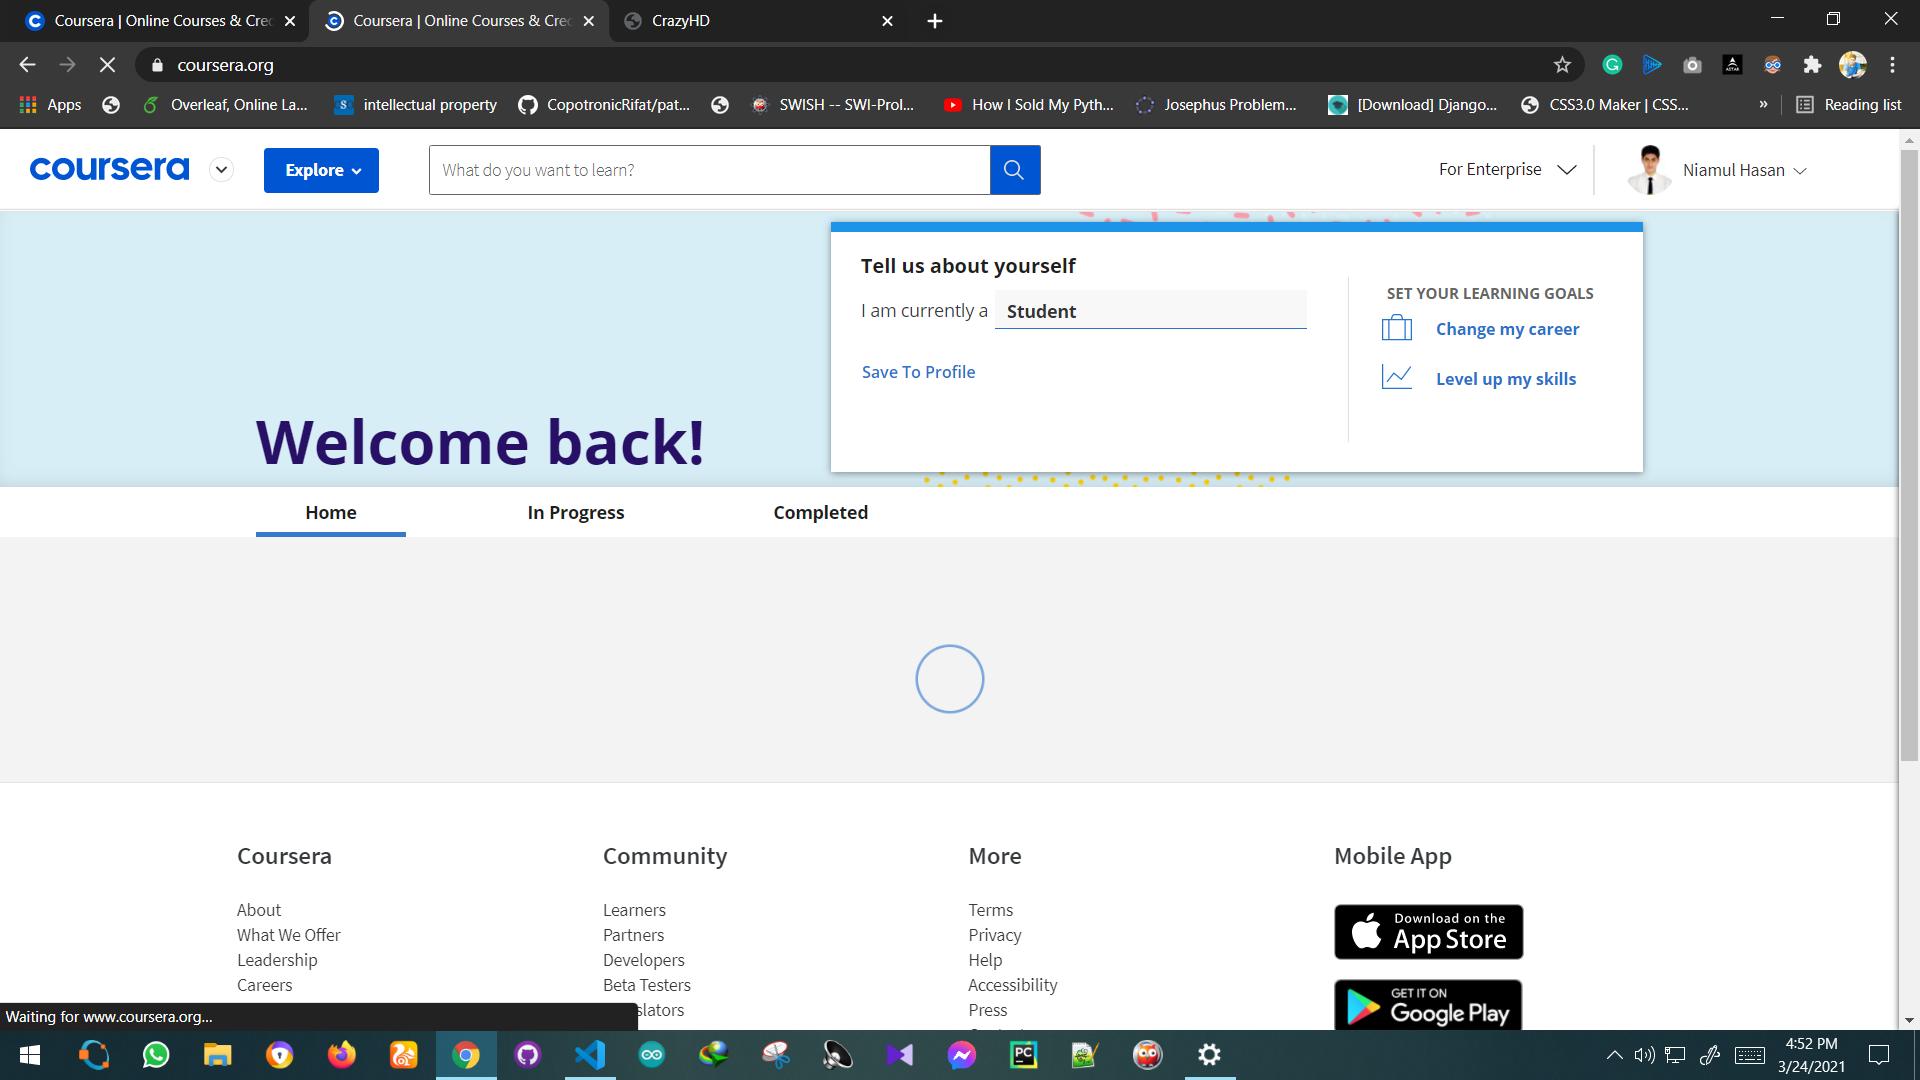 Coursera | Online Courses & Cre
Coursera | Online Courses & Cre
CrazyHD
coursera.org
Apps
Overleaf, Online La...
intellectual property
CopotronicRifat/pat...
SWISH -- SWI-Prol...
How I Sold My Pyth...
Josephus Problem...
[Download] Django...
CSS3.0 Maker | CSS...
»
Reading list
coursera
Explore
What do you want to learn?
For Enterprise
Niamul Hasan
Tell us about yourself
I am currently a Student
Save To Profile
SET YOUR LEARNING GOALS
Change my career
Level up my skills
Welcome back!
Home
In Progress
Completed
Coursera
About
What We Offer
Leadership
Careers
Community
Learners
Partners
Developers
Beta Testers
slators
More
Terms
Privacy
Help
Accessibility
Press
Mobile App
Download on the
App Store
GET IT ON
Google Play
Waiting for www.coursera.org...
4:52 PM
3/24/2021